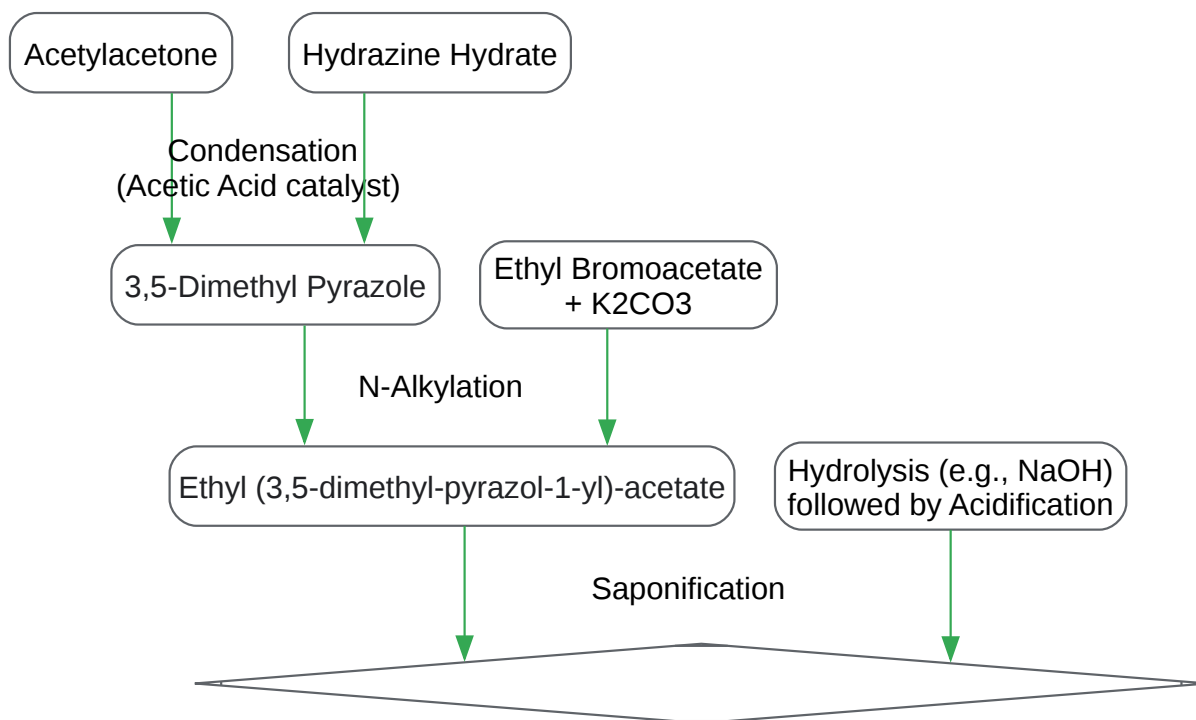 Acetylacetone
Hydrazine Hydrate
Condensation
(Acetic Acid catalyst)
3,5-Dimethyl Pyrazole
Ethyl Bromoacetate
+ K2CO3
N-Alkylation
Ethyl (3,5-dimethyl-pyrazol-1-yl)-acetate
Hydrolysis (e.g., NaOH)
followed by Acidification
Saponification